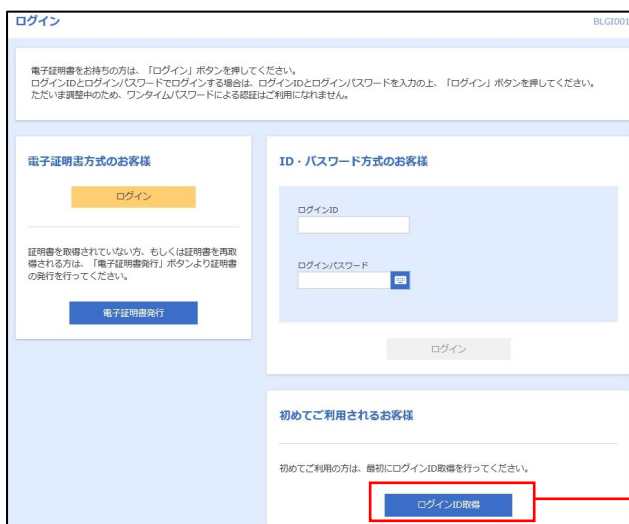 ログイン
BLGI001
電子証明書をお持ちの方は、「ログイン」ボタンを押してください。
ログインIDとログインパスワードでログインする場合は、ログインIDとログインパスワードを入力の上、「ログイン」ボタンを押してください。
ただいま調整中のため、ワンタイムパスワードによる認証はご利用になれません。
電子証明書方式のお客様
ログイン
証明書を取得されていない方、もしくは証明書を再取
得される方は、「電子証明書発行」ボタンより証明書
の発行を行ってください。
電子証明書発行
ID・パスワード方式のお客様
ログインID
ログインパスワード
ログイン
初めてご利用されるお客様
初めてご利用の方は、最初にログインID取得を行ってください。
ログインID取得